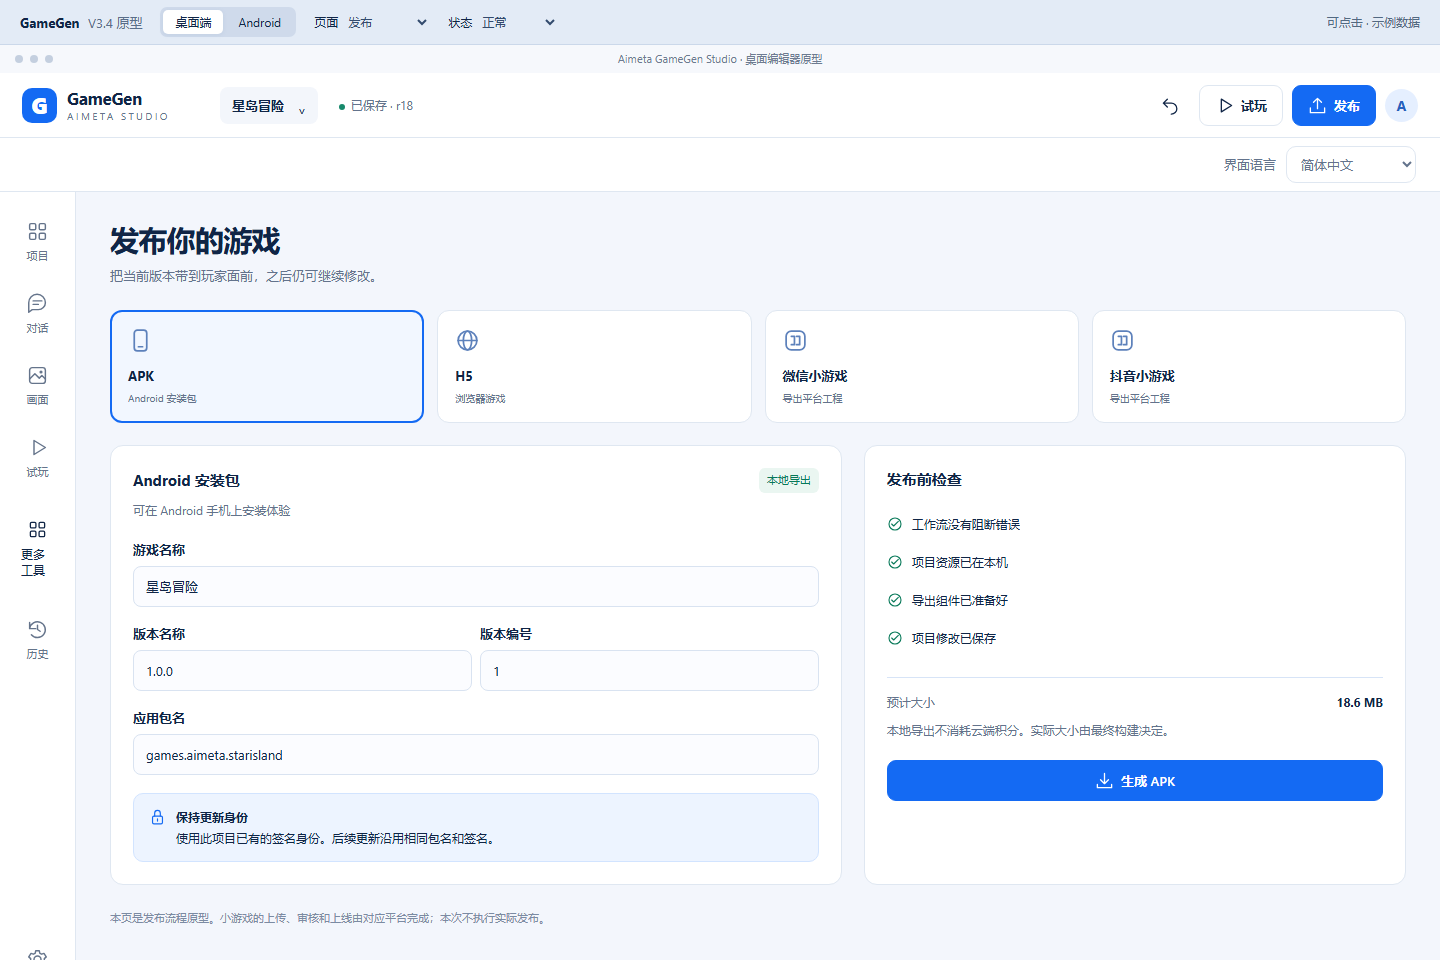 GameGen V3.4 原型 桌面端 Android 页面 发布 状态 正常 可点击 · 示例数据
Aimeta GameGen Studio · 桌面编辑器原型
G GameGen
AIMETA STUDIO
星岛冒险 已保存 · r18 试玩 发布 A
界面语言 简体中文
项目
对话
画面
试玩
更多
工具
历史
发布你的游戏
把当前版本带到玩家面前，之后仍可继续修改。
APK
Android 安装包
H5
浏览器游戏
微信小游戏
导出平台工程
抖音小游戏
导出平台工程
Android 安装包 本地导出
可在 Android 手机上安装体验
游戏名称
星岛冒险
版本名称 版本编号
1.0.0 1
应用包名
games.aimeta.starisland
保持更新身份
使用此项目已有的签名身份。后续更新沿用相同包名和签名。
发布前检查
工作流没有阻断错误
项目资源已在本机
导出组件已准备好
项目修改已保存
预计大小 18.6 MB
本地导出不消耗云端积分。实际大小由最终构建决定。
生成 APK
本页是发布流程原型。小游戏的上传、审核和上线由对应平台完成；本次不执行实际发布。